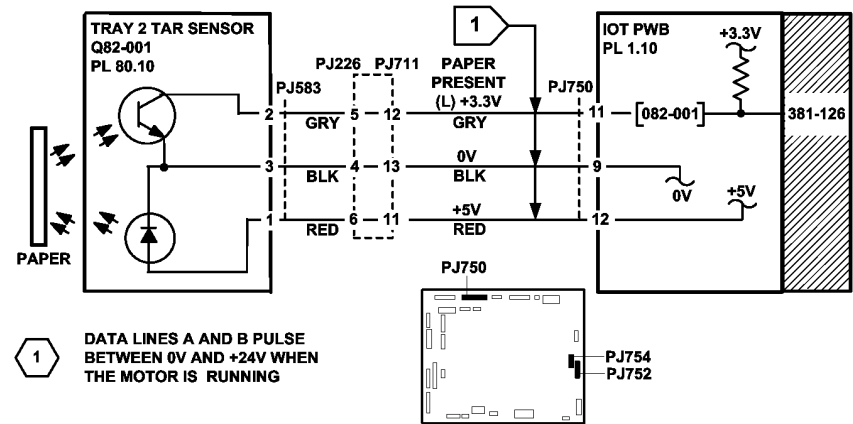 TRAY 2 TAR SENSOR
Q82-001
PL 80.10
1
IOT PWB
PL 1.10
+3.3V
PJ583
PJ226
PJ711
PAPER
PRESENT
(L) +3.3V
PJ750
2
GRY
5
12
GRY
11
[082-001]
381-126
3
BLK
4
13
0V
BLK
9
0V
+5V
1
RED
6
11
+5V
RED
12
PAPER
PJ750
1
DATA LINES A AND B PULSE
BETWEEN 0V AND +24V WHEN
THE MOTOR IS RUNNING
PJ754
PJ752